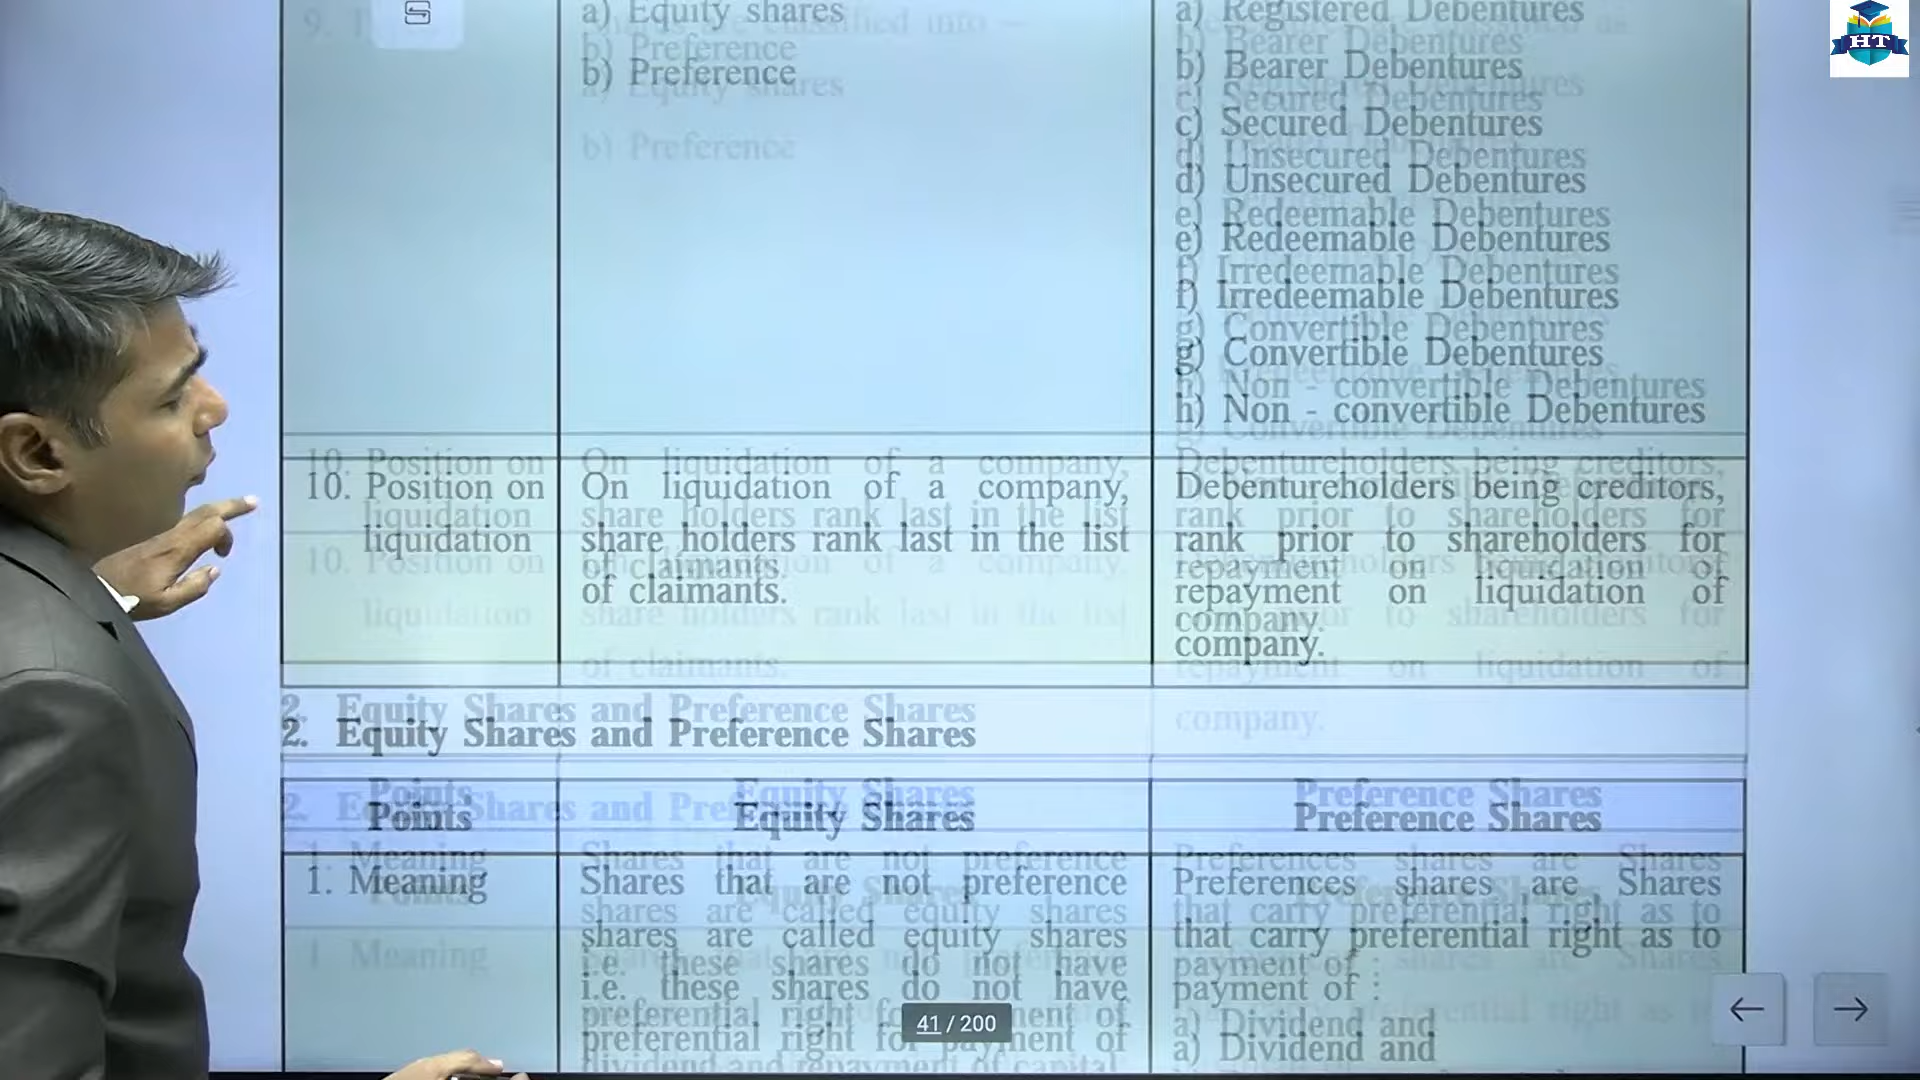 HT
a) Equity shares
b) Preference
a) Registered Debentures
b) Bearer Debentures
c) Secured Debentures
d) Unsecured Debentures
e) Redeemable Debentures
f) Irredeemable Debentures
g) Convertible Debentures
h) Non - convertible Debentures
10. Position on
liquidation
On liquidation of a company,
share holders rank last in the list
of claimants.
Debentureholders being creditors,
rank prior to shareholders for
repayment on liquidation of
company.
2. Equity Shares and Preference Shares
Points
Equity Shares
Preference Shares
1. Meaning
Shares that are not preference
shares are called equity shares
i.e. these shares do not have
preferential right for payment of
dividend and repayment of capital
Preferences shares are Shares
that carry preferential right as to
payment of :
a) Dividend and
41 / 200